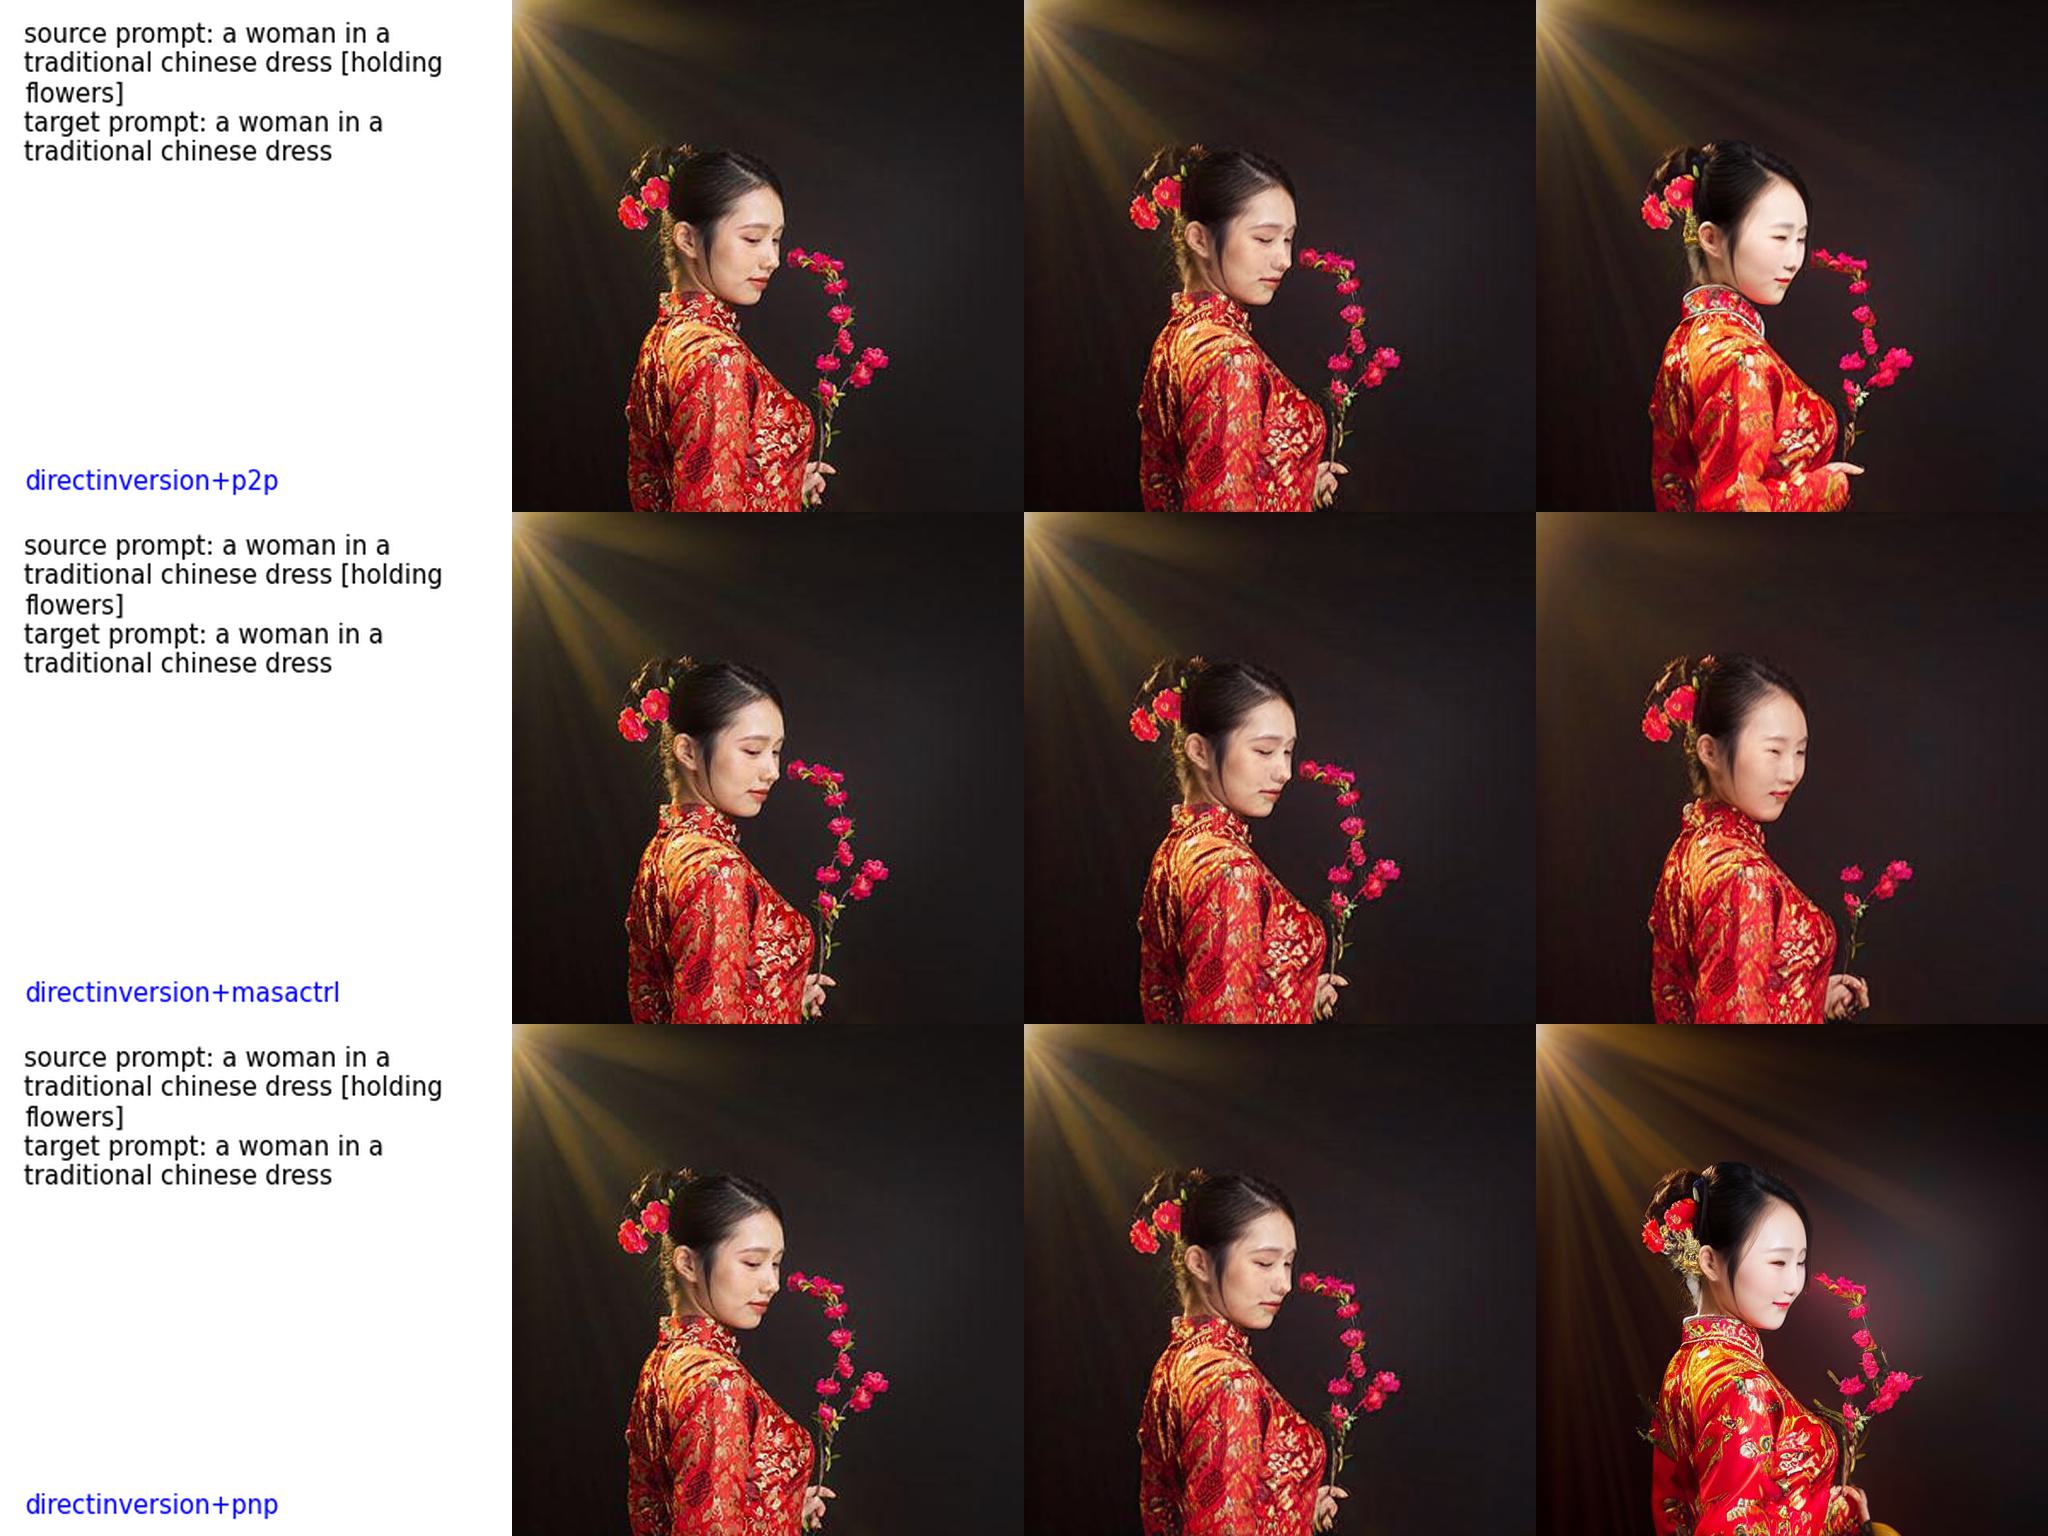 source prompt: a woman in a
traditional chinese dress [holding
flowers]
target prompt: a woman in a
traditional chinese dress
directinversion+p2p
source prompt: a woman in a
traditional chinese dress [holding
flowers]
target prompt: a woman in a
traditional chinese dress
directinversion+masactrl
source prompt: a woman in a
traditional chinese dress [holding
flowers]
target prompt: a woman in a
traditional chinese dress
directinversion+pnp